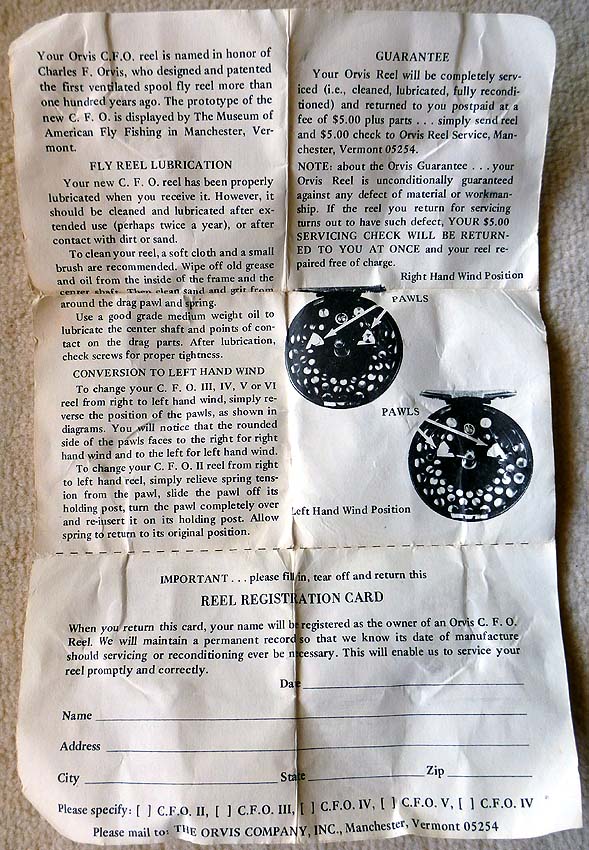 Your Orvis C.F.O. reel is named in honor of
Charles F. Orvis, who designed and patented
the first ventilated spool fly reel more than
one hundred years ago. The prototype of the
new C. F. O. is displayed by The Museum of
American Fly Fishing in Manchester, Ver-
mont.
FLY REEL LUBRICATION
Your new C. F. O. reel has been properly
lubricated when you receive it. However, it
should be cleaned and lubricated after ex-
tended use (perhaps twice a year), or after
contact with dirt or sand.
To clean your reel, a soft cloth and a small
brush are recommended. Wipe off old grease
and oil from the inside of the frame and the
center shaft. Then clean sand and grit from
around the drag pawl and spring.
Use a good grade medium weight oil to
lubricate the center shaft and points of con-
tact on the drag parts. After lubrication,
check screws for proper tightness.
CONVERSION TO LEFT HAND WIND
To change your C. F. O. III, IV, V or VI
reel from right to left hand wind, simply re-
verse the position of the pawls, as shown in
diagrams. You will notice that the rounded
side of the pawls faces to the right for right
hand wind and to the left for left hand wind.
To change your C. F. O. II reel from right
to left hand reel, simply relieve spring ten-
sion from the pawl, slide the pawl off its
holding post, turn the pawl completely over
and re-insert it on its holding post. Allow
spring to return to its original position.
GUARANTEE
Your Orvis Reel will be completely serv-
iced (i.e., cleaned, lubricated, fully recondi-
tioned) and returned to you postpaid at a
fee of $5.00 plus parts . . . simply send reel
and $5.00 check to Orvis Reel Service, Man-
chester, Vermont 05254.
NOTE: about the Orvis Guarantee . . . your
Orvis Reel is unconditionally guaranteed
against any defect of material or workman-
ship. If the reel you return for servicing
turns out to have such defect, YOUR $5.00
SERVICING CHECK WILL BE RETURN-
ED TO YOU AT ONCE and your reel re-
paired free of charge.
Right Hand Wind Position
PAWLS
PAWLS
Left Hand Wind Position
IMPORTANT . . . please fill in, tear off and return this
REEL REGISTRATION CARD
When you return this card, your name will be registered as the owner of an Orvis C. F. O.
Reel. We will maintain a permanent record so that we know its date of manufacture
should servicing or reconditioning ever be necessary. This will enable us to service your
reel promptly and correctly.
Date
Name
Address
City State Zip
Please specify: [ ] C.F.O. II, [ ] C.F.O. III, [ ] C.F.O. IV, [ ] C.F.O. V, [ ] C.F.O. IV
Please mail to: THE ORVIS COMPANY, INC., Manchester, Vermont 05254